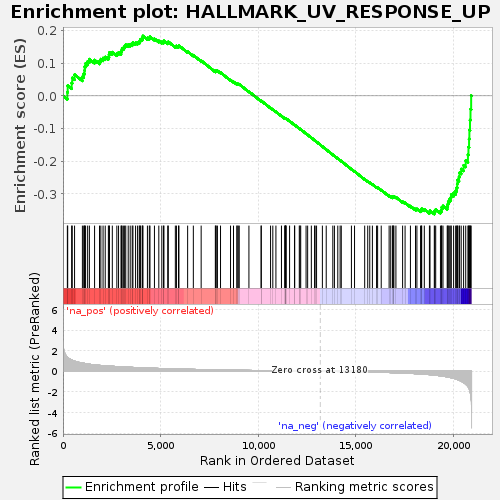 Enrichment plot: HALLMARK_UV_RESPONSE_UP
Enrichment score (ES)
0.2
0.1
0.0
-0.1
-0.2
-0.3
'na_pos' (positively correlated)
Ranked list metric (PreRanked)
6
4
2
0
-2
-4
-6
Zero cross at 13180
'na_neg' (negatively correlated)
0
5,000
10,000
15,000
20,000
Rank in Ordered Dataset
Enrichment profile
Hits
Ranking metric scores